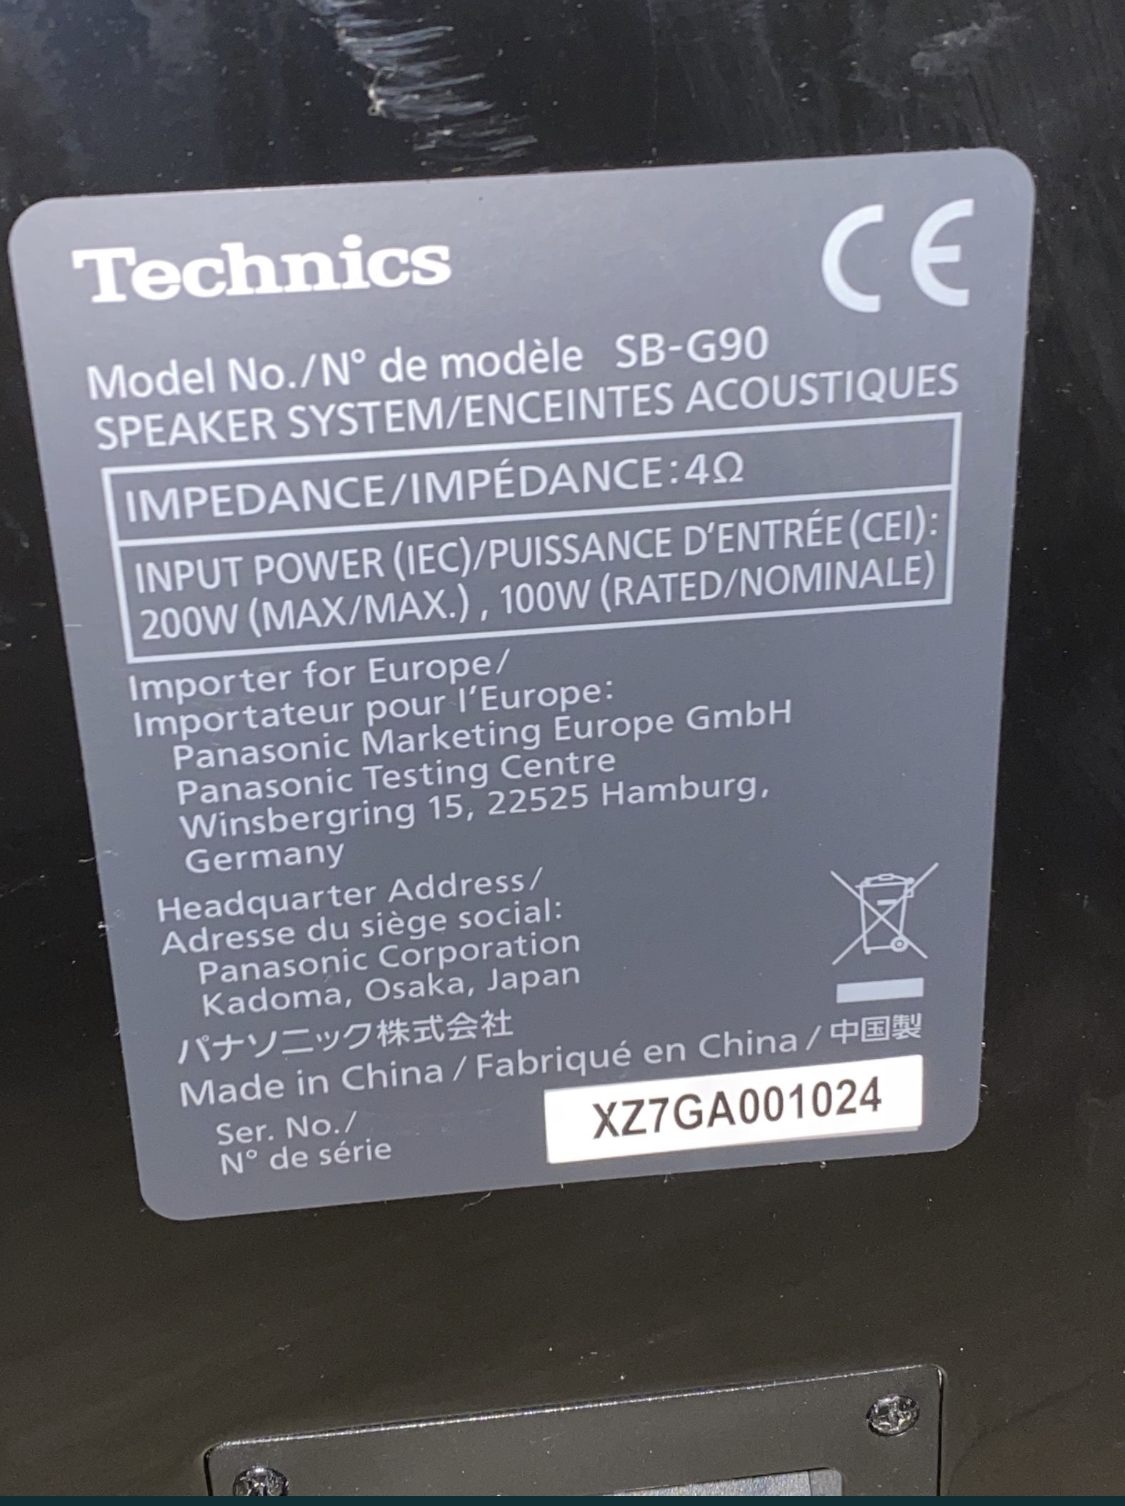 Technics
CE
Model No./N° de modèle SB-G90
SPEAKER SYSTEM/ENCEINTES ACOUSTIQUES
IMPEDANCE/IMPÉDANCE:4Ω
INPUT POWER (IEC)/PUISSANCE D'ENTRÉE (CEI):
200W (MAX/MAX.) , 100W (RATED/NOMINALE)
Importer for Europe/
Importateur pour l'Europe:
Panasonic Marketing Europe GmbH
Panasonic Testing Centre
Winsbergring 15, 22525 Hamburg,
Germany
Headquarter Address/
Adresse du siège social:
Panasonic Corporation
Kadoma, Osaka, Japan
パナソニック株式会社
Made in China / Fabriqué en China / 中国製
Ser. No./
N° de série
XZ7GA001024